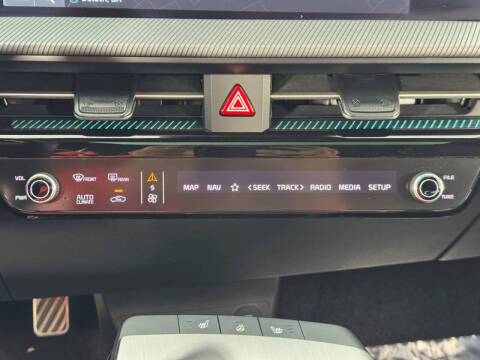 VOL
PWR
FRONT
REAR
AUTO
CLIMATE
MAP NAV SEEK TRACK RADIO MEDIA SETUP
FILE
TUNE